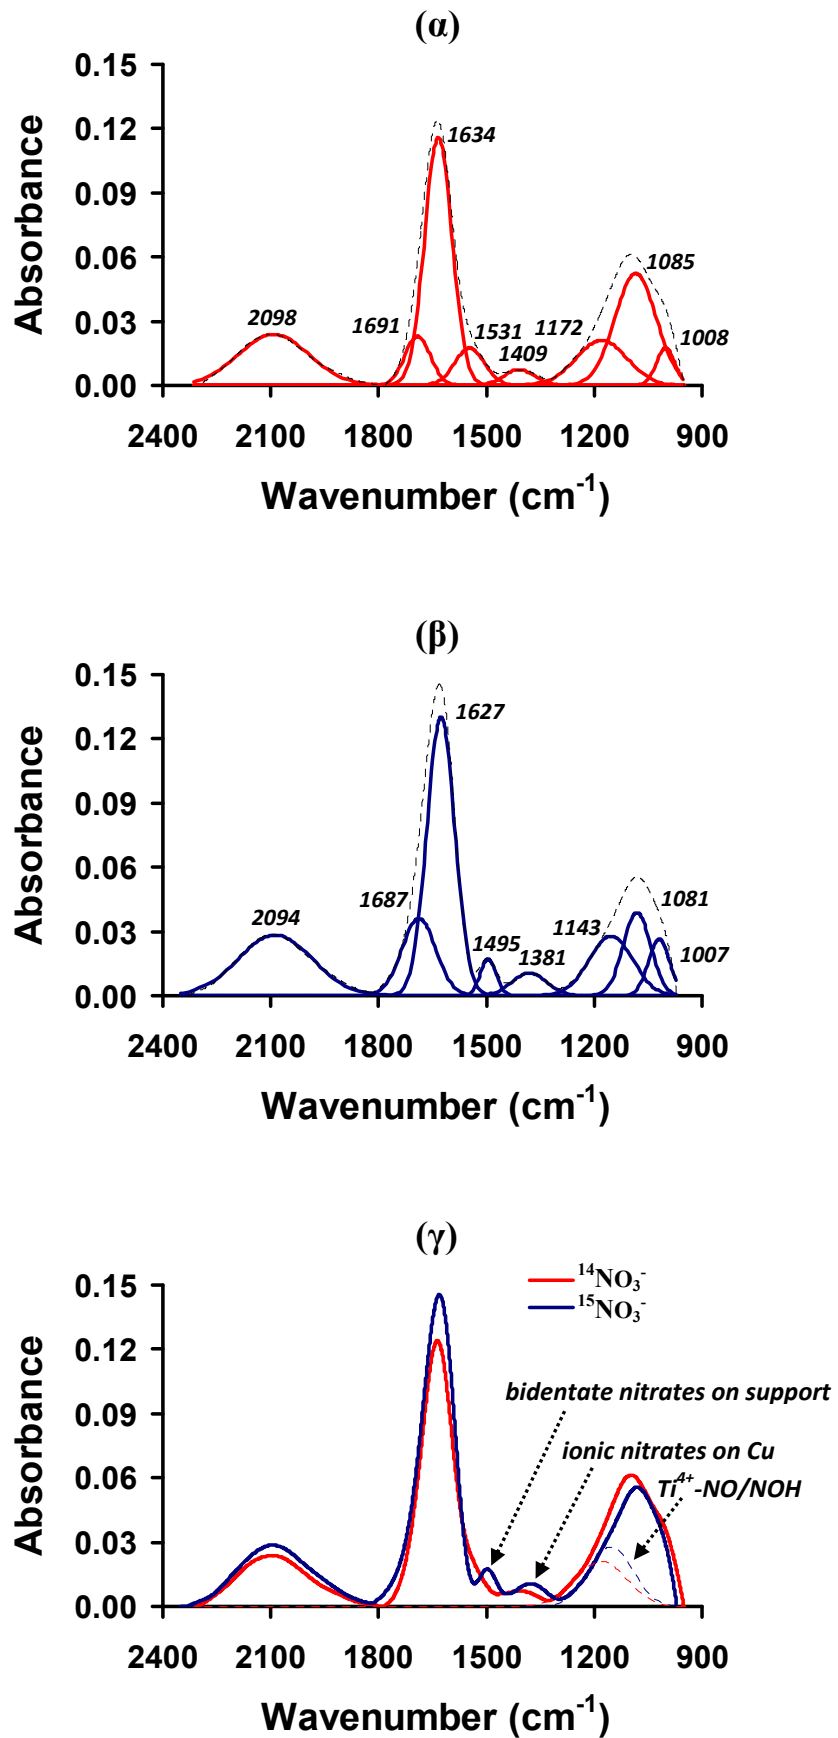 (α)
0.15
0.12
0.09
0.06
0.03
0.00
Absorbance
2098
1691
1634
1531
1409
1172
1085
1008
2400 2100 1800 1500 1200 900
Wavenumber (cm-1)
(β)
0.15
0.12
0.09
0.06
0.03
0.00
Absorbance
2094
1687
1627
1495
1381
1143
1081
1007
2400 2100 1800 1500 1200 900
Wavenumber (cm-1)
(γ)
14NO3-
15NO3-
0.15
0.12
0.09
0.06
0.03
0.00
Absorbance
bidentate nitrates on support
ionic nitrates on Cu
Ti4+-NO/NOH
2400 2100 1800 1500 1200 900
Wavenumber (cm-1)